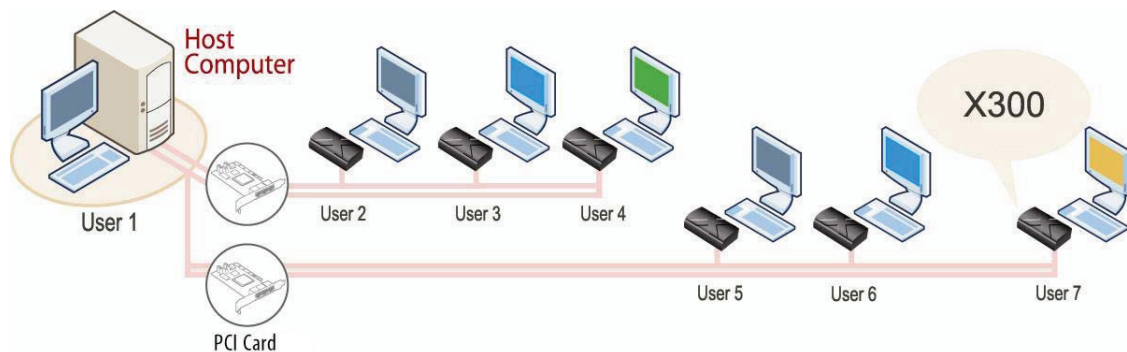 Host
Computer
X300
User 1
User 2
User 3
User 4
User 5
User 6
User 7
PCI Card